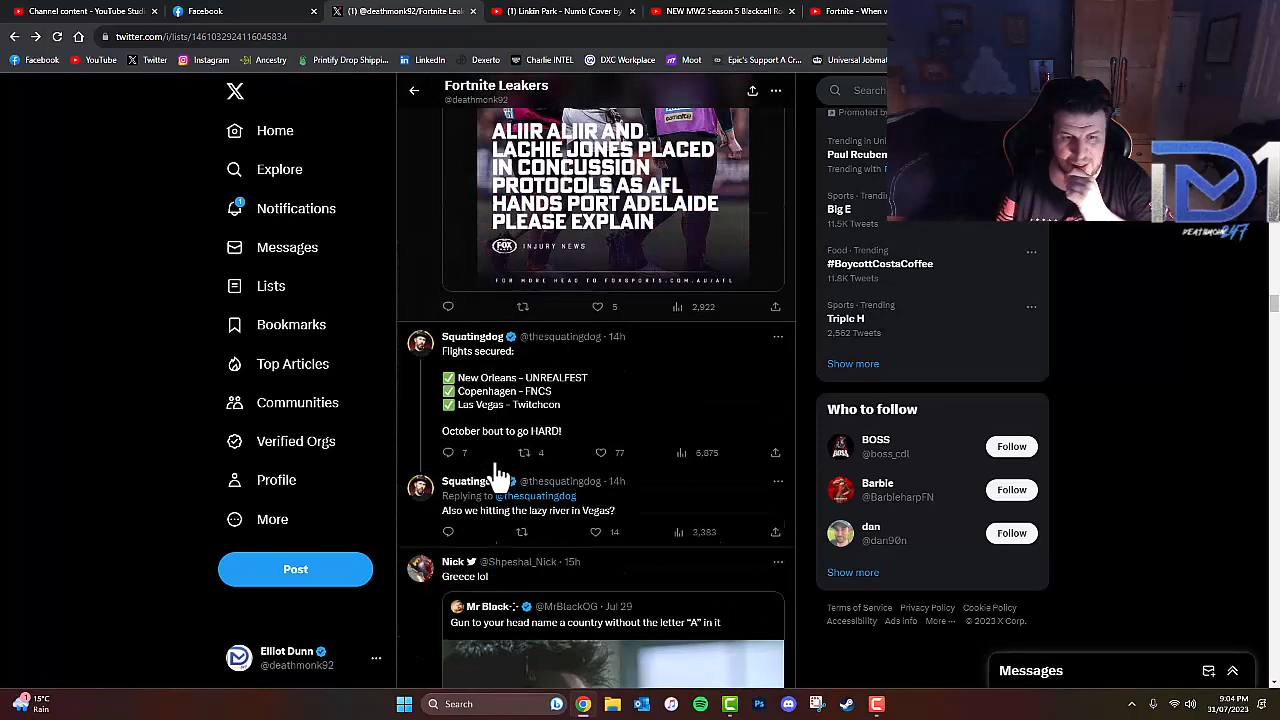 Channel content - YouTube Studi
Facebook
(1) @deathmonk92/Fortnite Leak
(1) Linkin Park - Numb (Cover by
NEW MW2 Season 5 Blackcell Ro
Fortnite - When w
twitter.com/i/lists/1461032924116045834
Facebook
YouTube
Twitter
Instagram
Ancestry
Printify Drop Shippi...
LinkedIn
Dexerto
Charlie INTEL
DXC Workplace
Moot
Epic's Support A Cr...
Universal Jobma
Home
Explore
1
Notifications
Messages
Lists
Bookmarks
Top Articles
Communities
Verified Orgs
Profile
More
Post
Elliot Dunn
@deathmonk92
Fortnite Leakers
@deathmonk92
ALIIR ALIIR AND
LACHIE JONES PLACED
IN CONCUSSION
PROTOCOLS AS AFL
HANDS PORT ADELAIDE
PLEASE EXPLAIN
FOX INJURY NEWS
FOR MORE HEAD TO FOXSPORTS.COM.AU/AFL
5
2,922
Squatingdog @thesquatingdog · 14h
Flights secured:
✅ New Orleans - UNREALFEST
✅ Copenhagen - FNCS
✅ Las Vegas - Twitchcon
October bout to go HARD!
7
4
77
6,875
Squating @thesquatingdog · 14h
Replying to @thesquatingdog
Also we hitting the lazy river in Vegas?
14
2,383
Nick @Shpeshal_Nick · 15h
Greece lol
Mr Black @MrBlackOG · Jul 29
Gun to your head name a country without the letter “A” in it
Search
Promoted by
Trending in Uni
Paul Reuben
Trending with
Sports · Trending
Big E
11.5K Tweets
Food · Trending
#BoycottCostaCoffee
11.8K Tweets
Sports · Trending
Triple H
2,562 Tweets
Show more
Who to follow
BOSS
@boss_cdl
Follow
Barbie
@BarbieharpFN
Follow
dan
@dan90n
Follow
Show more
Terms of Service Privacy Policy Cookie Policy
Accessibility Ads info More ··· © 2023 X Corp.
Messages
15°C
Rain
Search
9:04 PM
31/07/2023